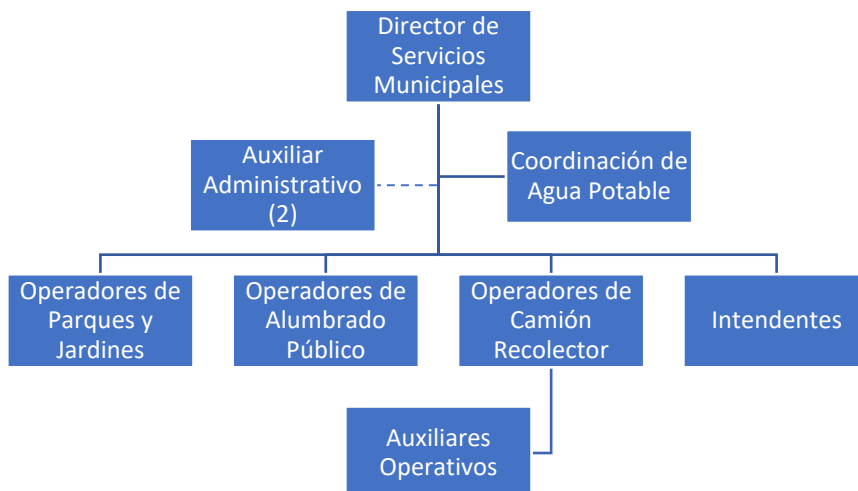 Director de
Servicios
Municipales
Auxiliar
Administrativo
(2)
Coordinación de
Agua Potable
Operadores de
Parques y
Jardines
Operadores de
Alumbrado
Público
Operadores de
Camión
Recolector
Intendentes
Auxiliares
Operativos